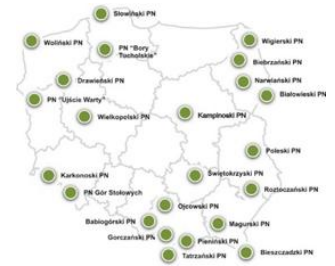 Słowiński PN
Woliński PN
PN "Bory
Tucholskie"
Wigierski PN
Biebrzański PN
Drawieński PN
Narwiański PN
Białowieski PN
PN "Ujście Warty"
Wielkopolski PN
Kampinoski PN
Poleski PN
Karkonoski PN
Świętokrzyski PN
PN Gór Stołowych
Roztoczański PN
Ojcowski PN
Babiogórski PN
Magurski PN
Gorczański PN
Pieniński PN
Tatrzański PN
Bieszczadzki PN